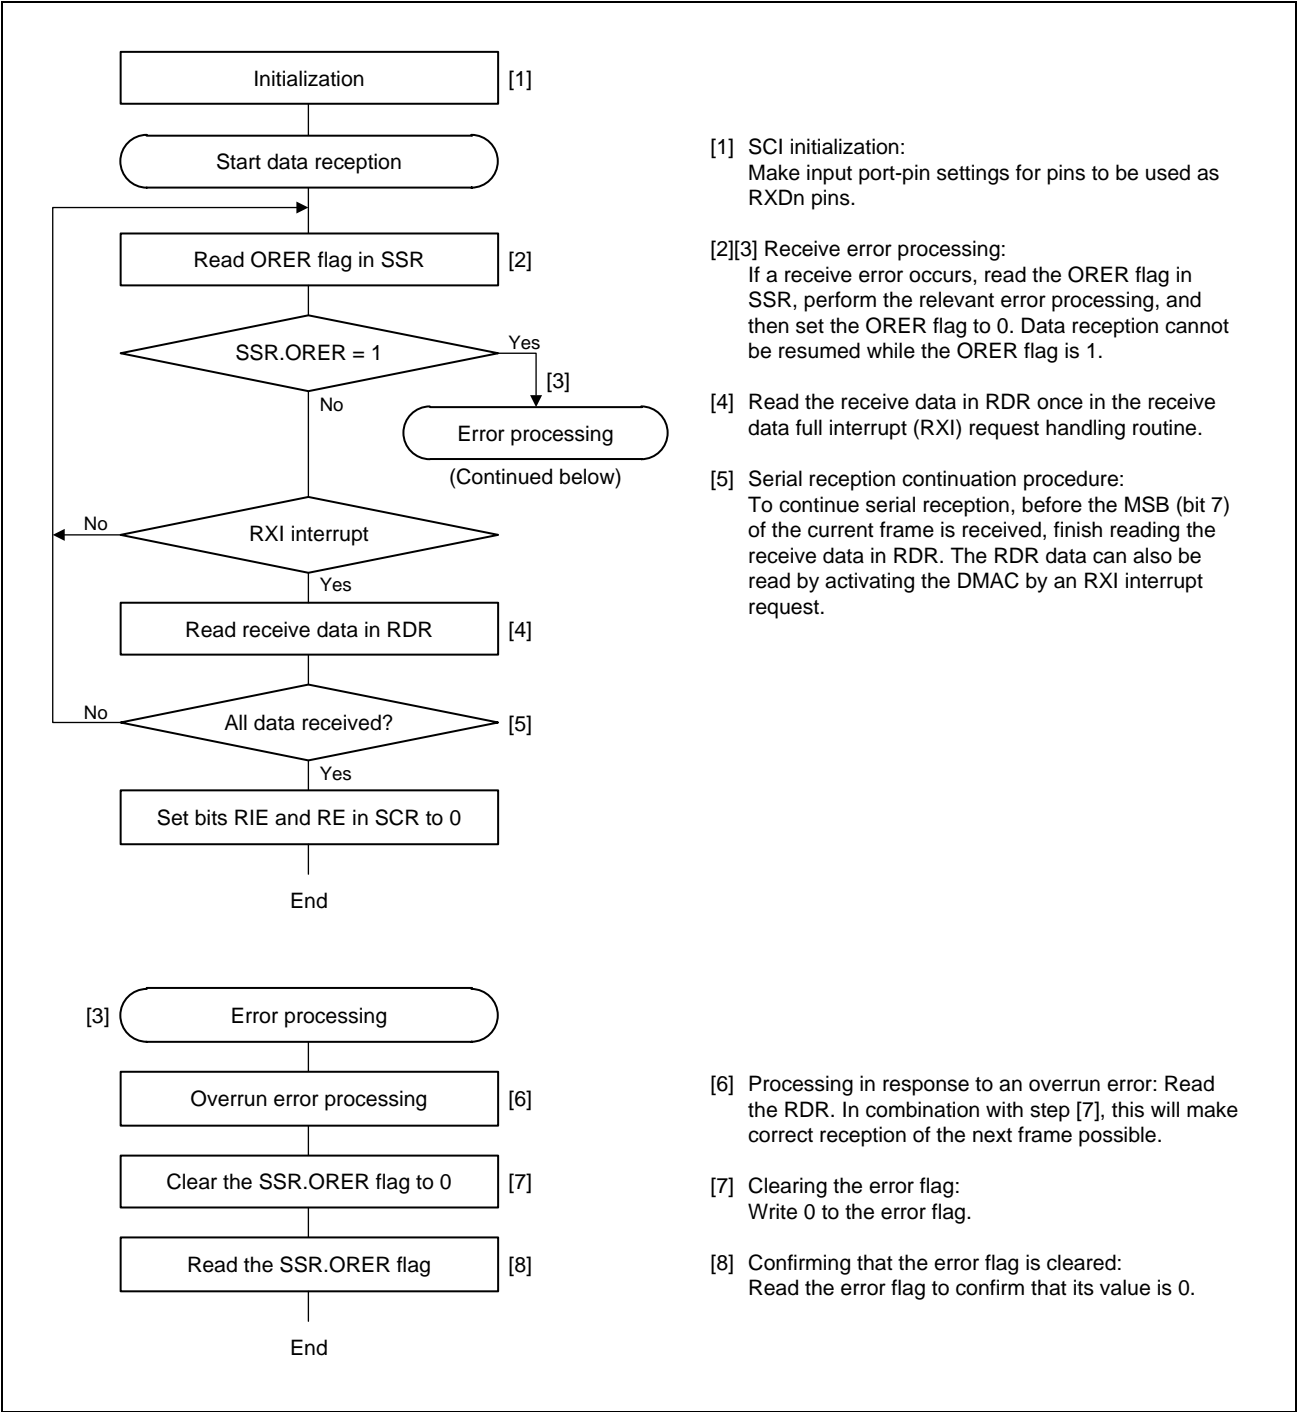 Initialization [1]
Start data reception
Read ORER flag in SSR [2]
SSR.ORER = 1
Yes
[3]
No
Error processing
(Continued below)
No
RXI interrupt
Yes
Read receive data in RDR [4]
No
All data received? [5]
Yes
Set bits RIE and RE in SCR to 0
End
[1] SCI initialization:
Make input port-pin settings for pins to be used as
RXDn pins.
[2][3] Receive error processing:
If a receive error occurs, read the ORER flag in
SSR, perform the relevant error processing, and
then set the ORER flag to 0. Data reception cannot
be resumed while the ORER flag is 1.
[4] Read the receive data in RDR once in the receive
data full interrupt (RXI) request handling routine.
[5] Serial reception continuation procedure:
To continue serial reception, before the MSB (bit 7)
of the current frame is received, finish reading the
receive data in RDR. The RDR data can also be
read by activating the DMAC by an RXI interrupt
request.
[3] Error processing
Overrun error processing [6]
Clear the SSR.ORER flag to 0 [7]
Read the SSR.ORER flag [8]
End
[6] Processing in response to an overrun error: Read
the RDR. In combination with step [7], this will make
correct reception of the next frame possible.
[7] Clearing the error flag:
Write 0 to the error flag.
[8] Confirming that the error flag is cleared:
Read the error flag to confirm that its value is 0.